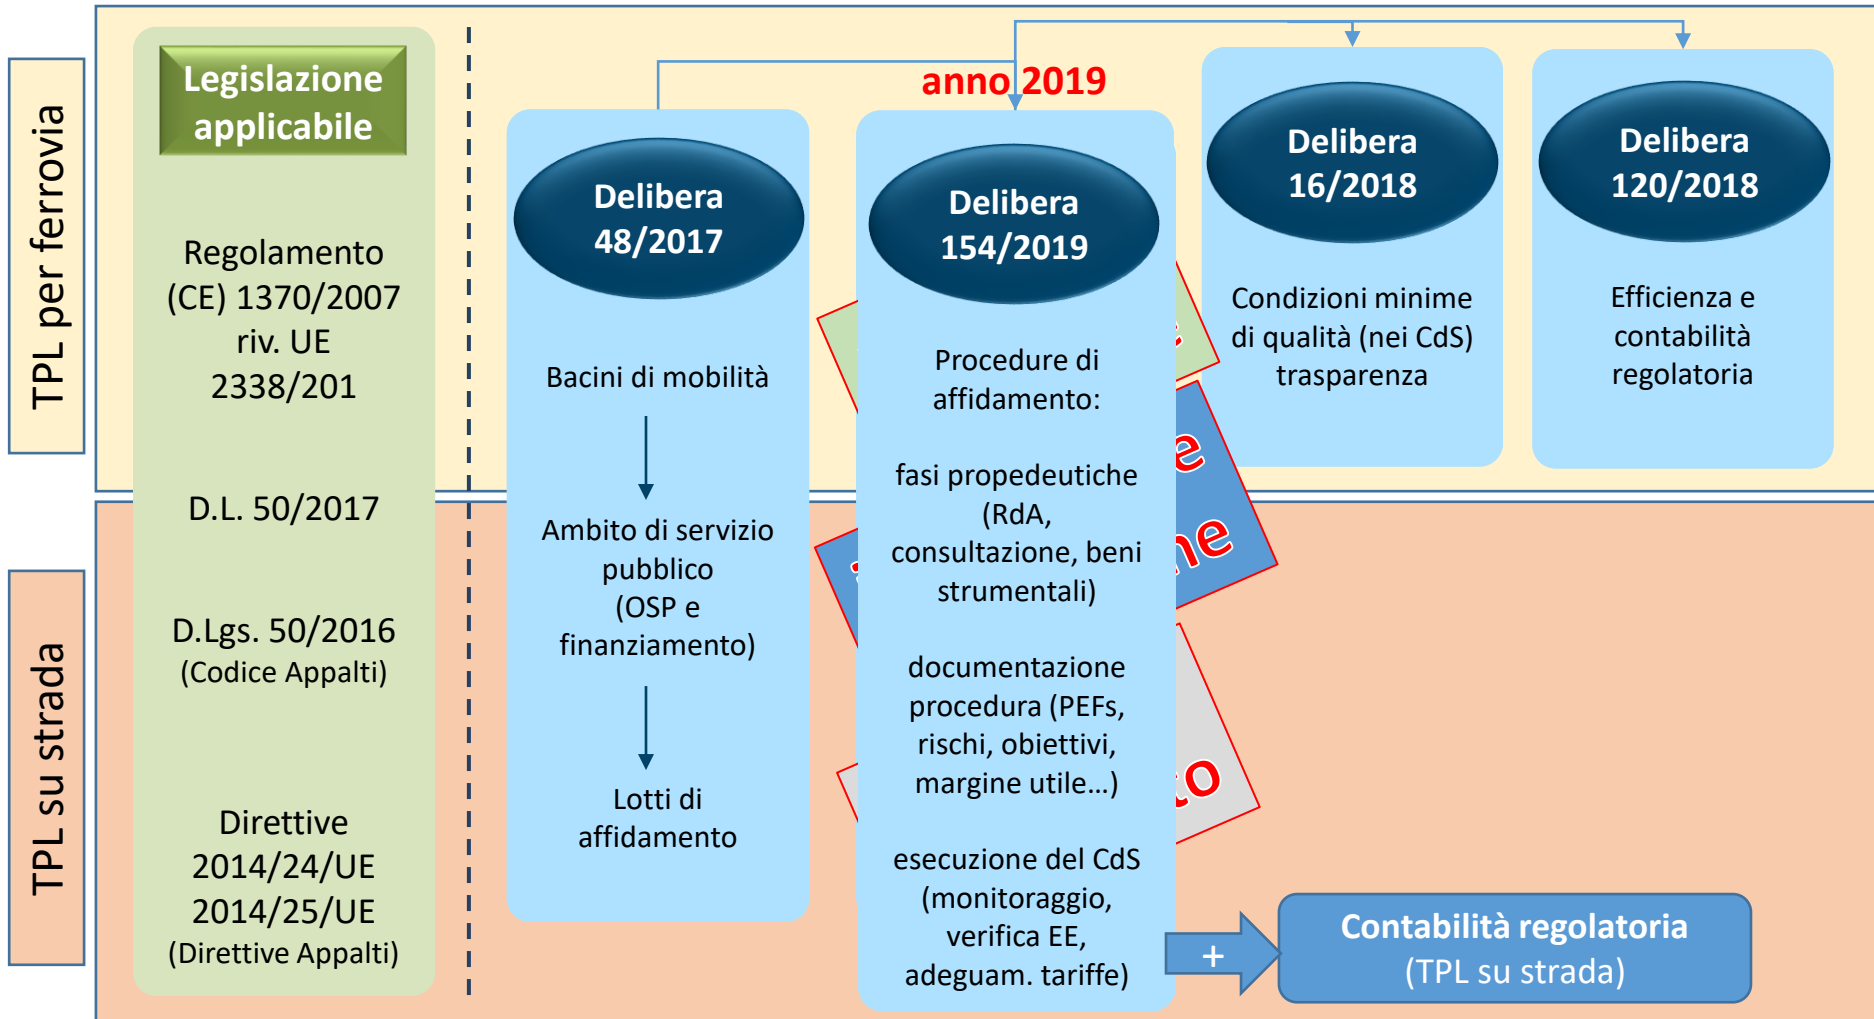 TPL per ferrovia
TPL su strada
Legislazione
applicabile
Regolamento
(CE) 1370/2007
riv. UE
2338/201
D.L. 50/2017
D.Lgs. 50/2016
(Codice Appalti)
Direttive
2014/24/UE
2014/25/UE
(Direttive Appalti)
anno 2019
Delibera
48/2017
Bacini di mobilità
Ambito di servizio
pubblico
(OSP e
finanziamento)
Lotti di
affidamento
Delibera
154/2019
Procedure di
affidamento:
fasi propedeutiche
(RdA,
consultazione, beni
strumentali)
documentazione
procedura (PEFs,
rischi, obiettivi,
margine utile…)
esecuzione del CdS
(monitoraggio,
verifica EE,
adeguam. tariffe)
Delibera
16/2018
Condizioni minime
di qualità (nei CdS)
trasparenza
Delibera
120/2018
Efficienza e
contabilità
regolatoria
+
Contabilità regolatoria
(TPL su strada)